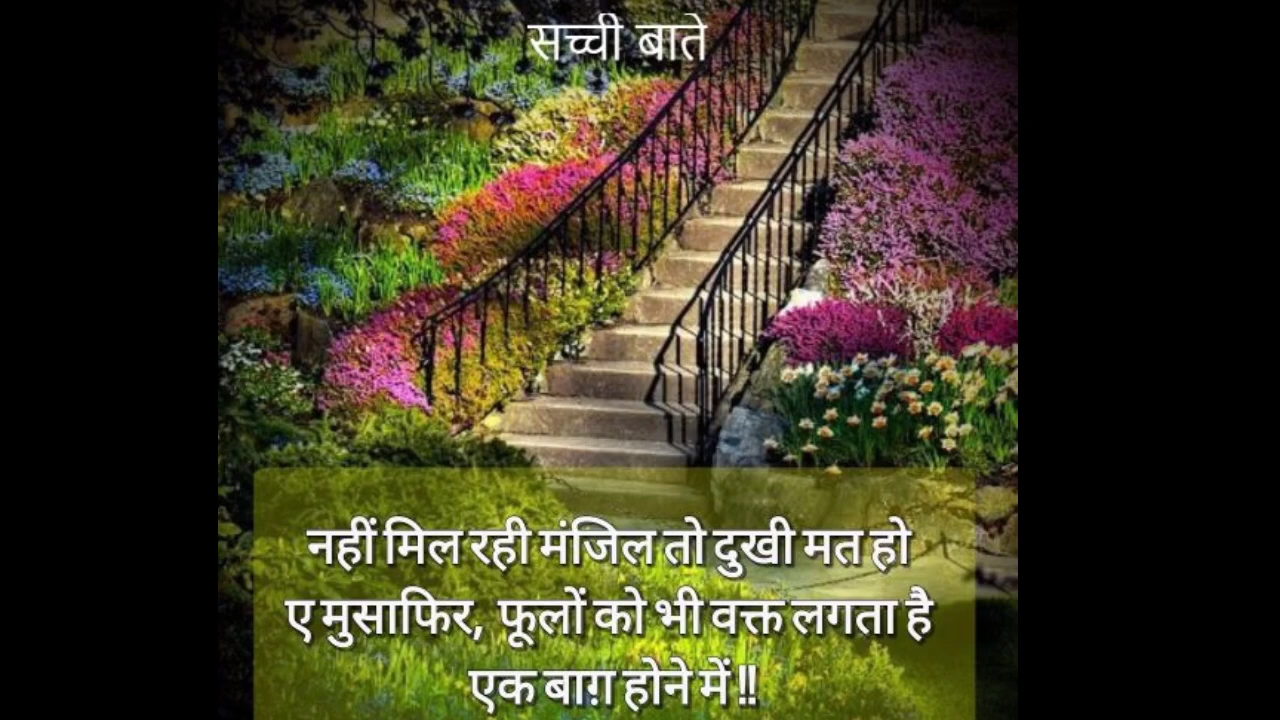 सच्ची बाते
नहीं मिल रही मंजिल तो दुखी मत हो
ए मुसाफिर, फूलों को भी वक्त लगता है
एक बाग़ होने में !!